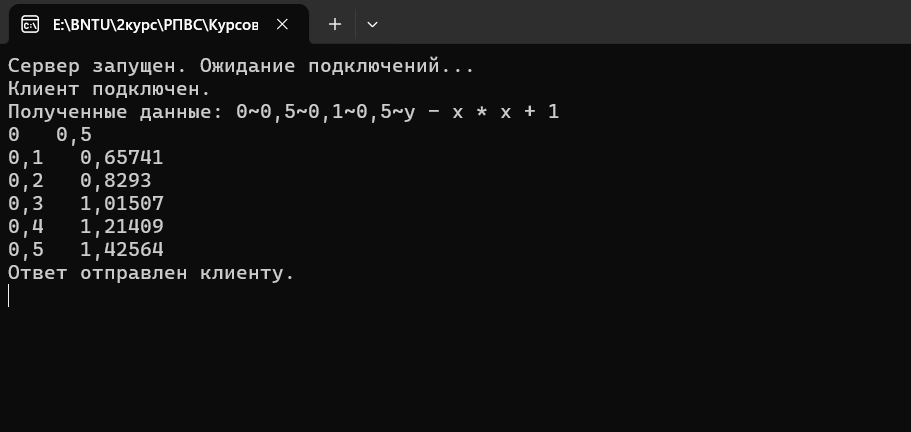 E:\BNTU\2курс\РПВС\Курсов
Сервер запущен. Ожидание подключений...
Клиент подключен.
Полученные данные: 0~0,5~0,1~0,5~y - x * x + 1
0   0,5
0,1   0,65741
0,2   0,8293
0,3   1,01507
0,4   1,21409
0,5   1,42564
Ответ отправлен клиенту.